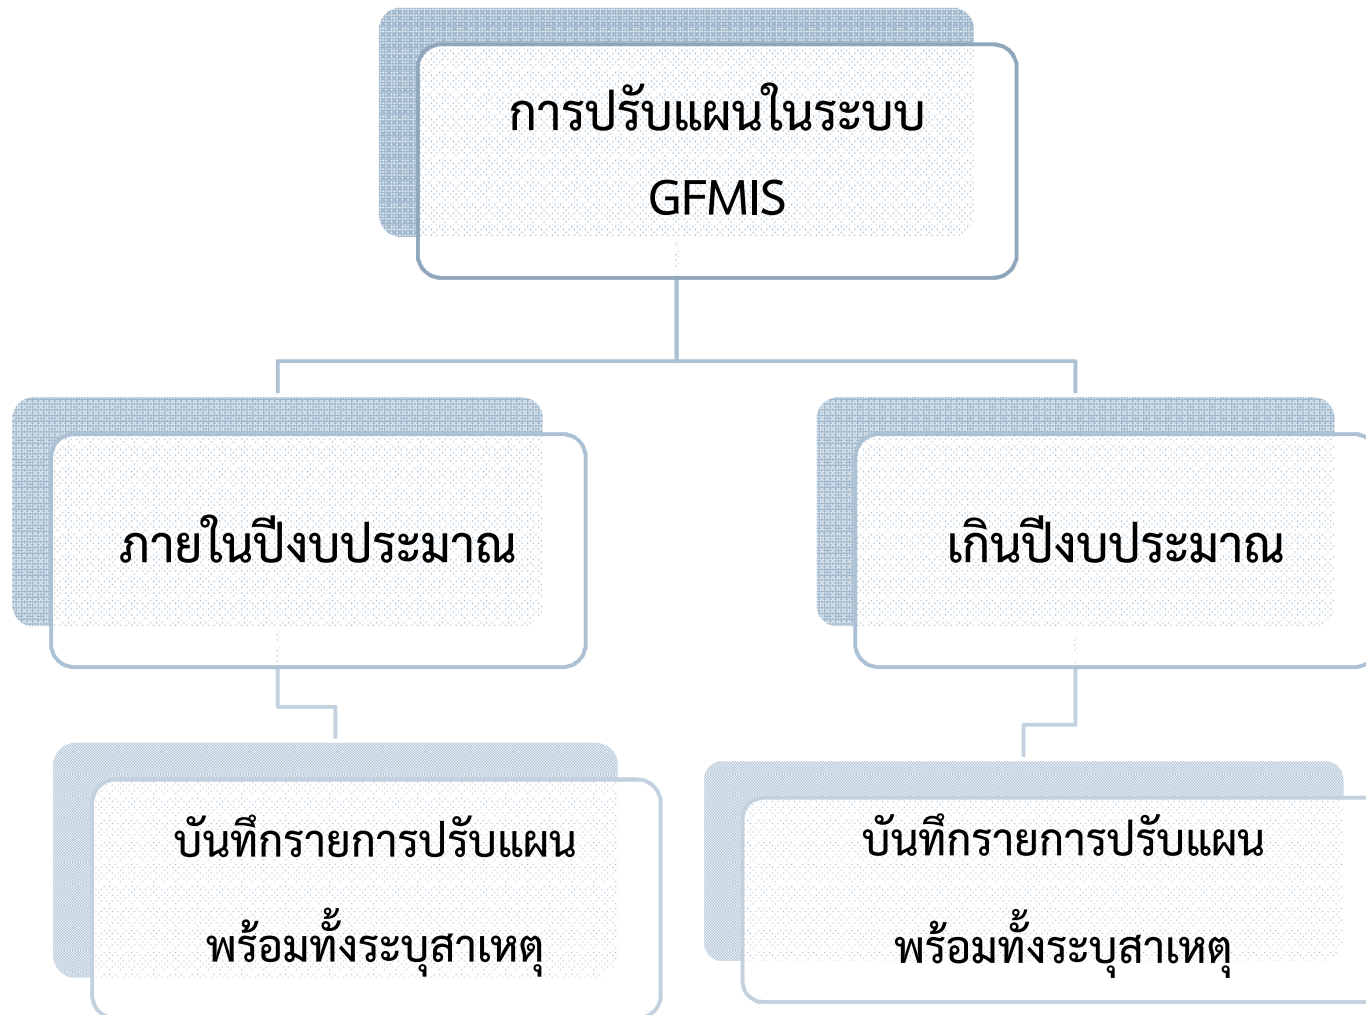 การปรับแผนในระบบ
GFMIS
ภายในปีงบประมาณ
เกินปีงบประมาณ
บันทึกรายการปรับแผน
พร้อมทั้งระบุสาเหตุ
บันทึกรายการปรับแผน
พร้อมทั้งระบุสาเหตุ